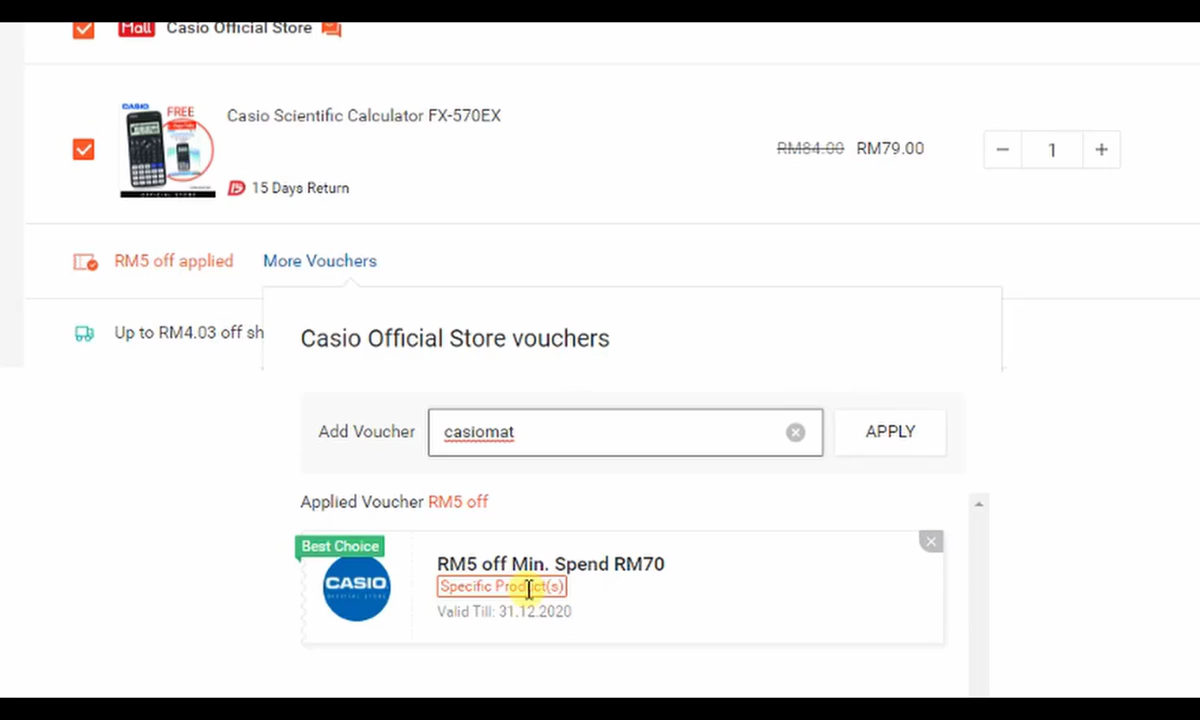 Mall Casio Official Store
CASIO
FREE
Casio Scientific Calculator FX-570EX
RM84.00 RM79.00
− 1 +
15 Days Return
RM5 off applied More Vouchers
Up to RM4.03 off sh
Casio Official Store vouchers
Add Voucher casiomat APPLY
Applied Voucher RM5 off
Best Choice
CASIO
RM5 off Min. Spend RM70
Specific Product(s)
Valid Till: 31.12.2020